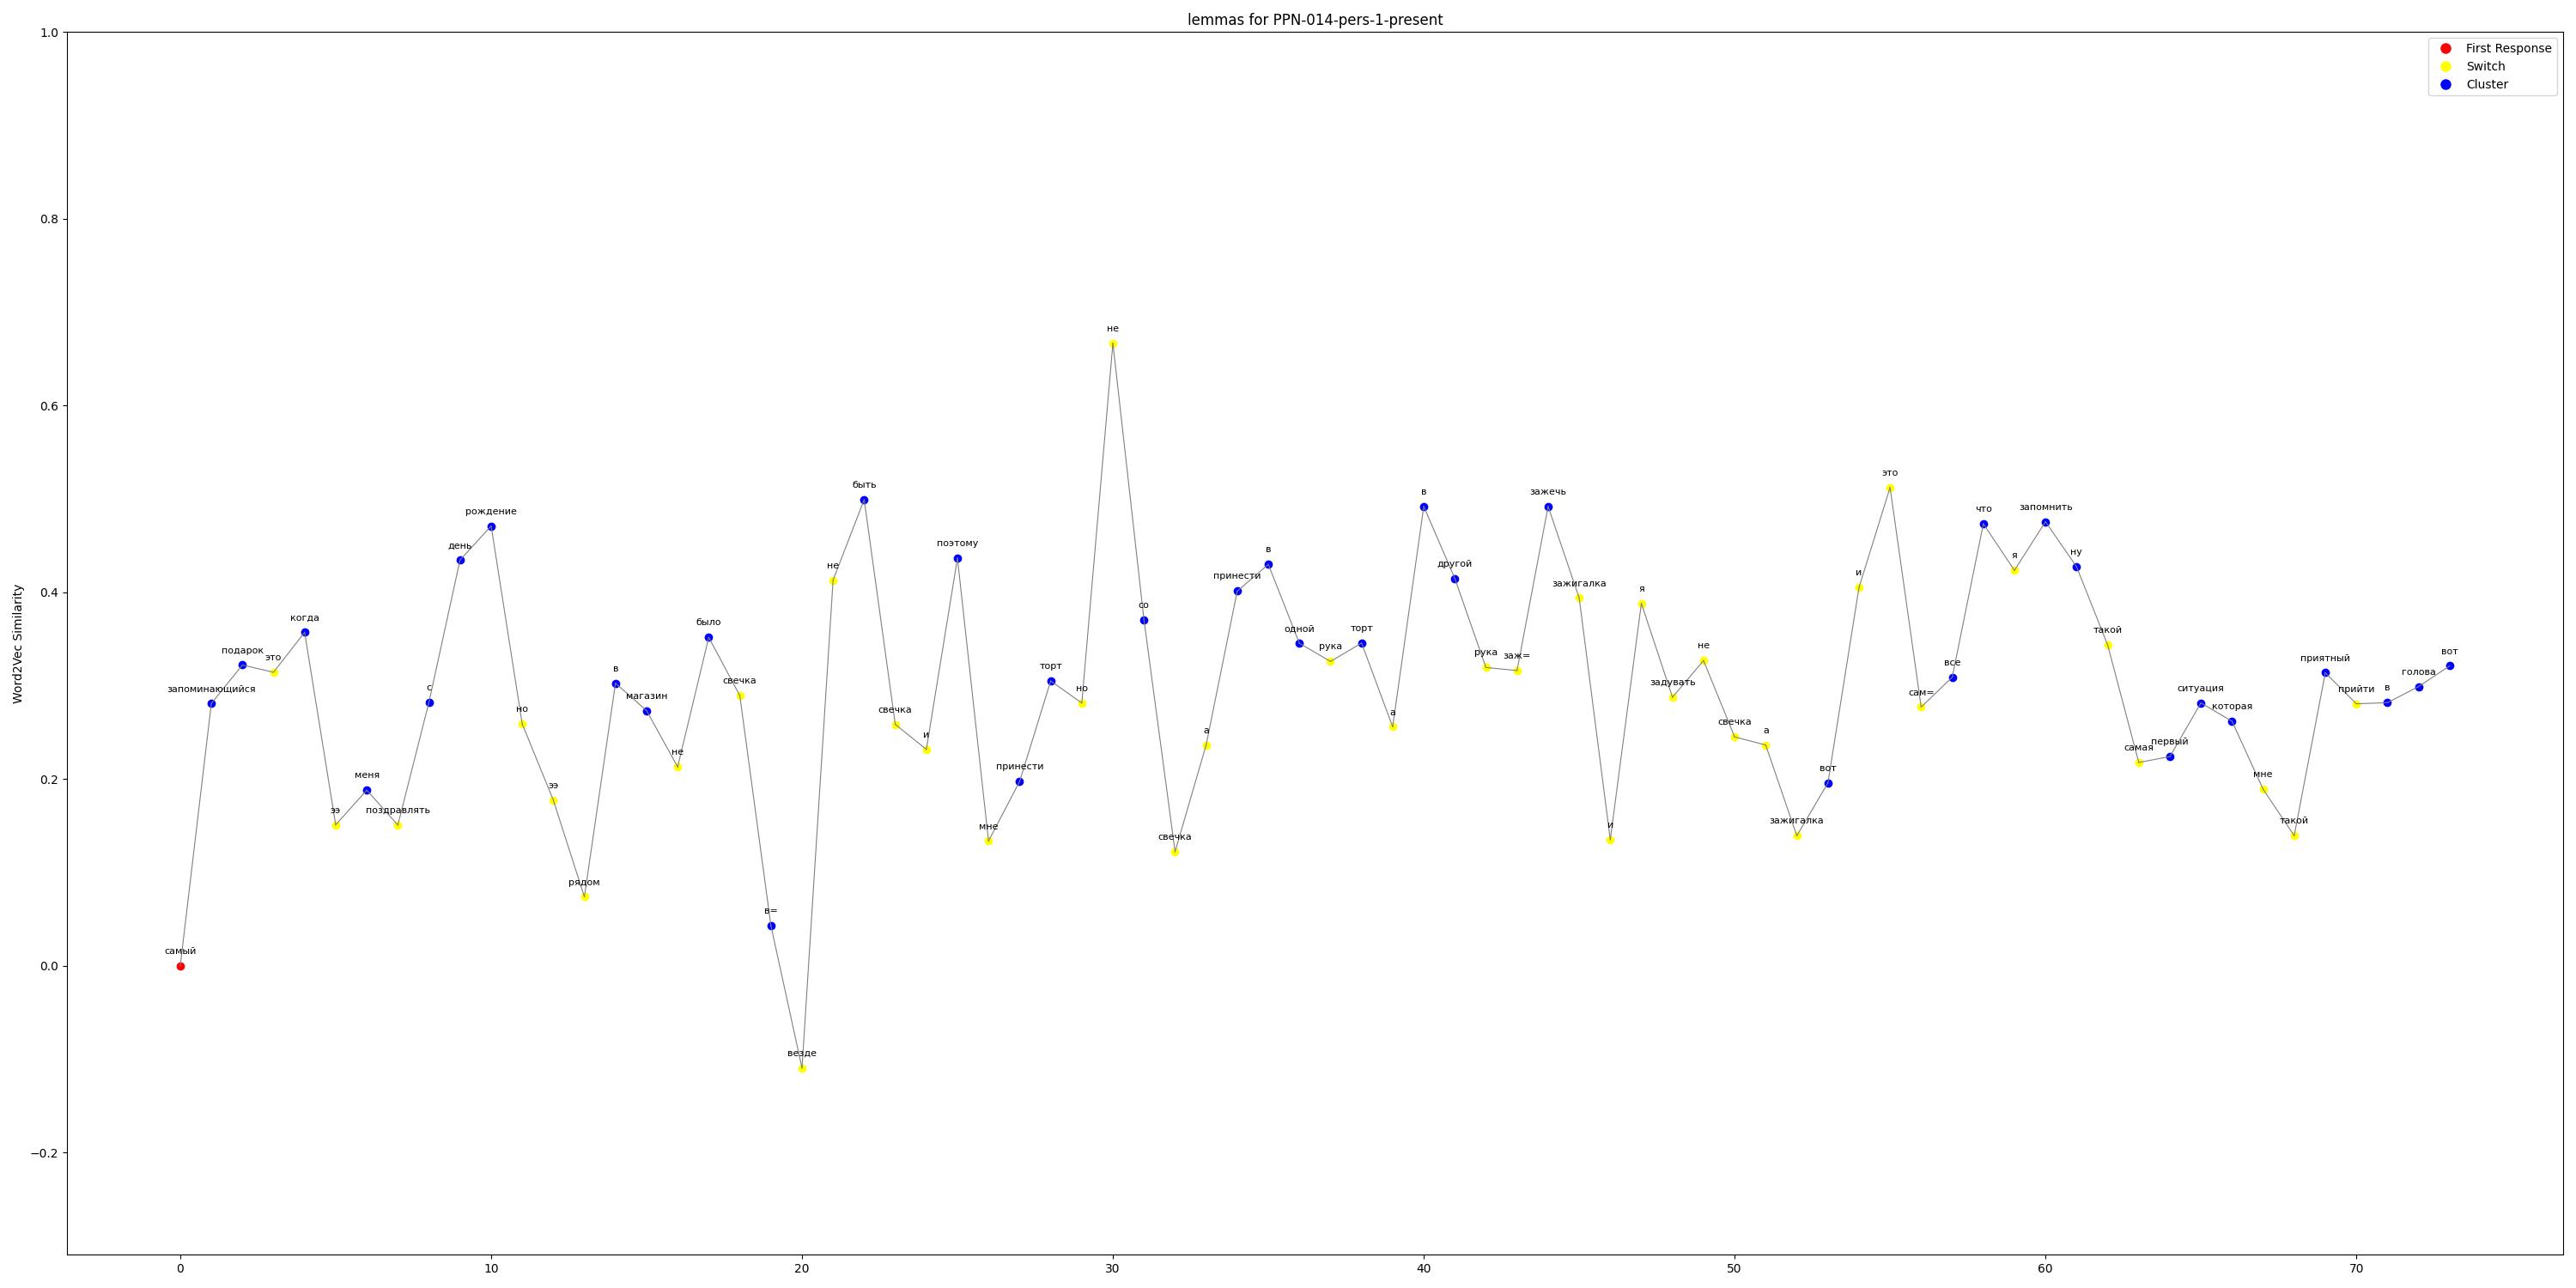 lemmas for PPN-014-pers-1-present
Word2Vec Similarity
1.0
0.8
0.6
0.4
0.2
0.0
−0.2
0
10
20
30
40
50
60
70
First Response
Switch
Cluster
самый
запоминающийся
подарок
это
когда
ээ
меня
поздравлять
с
день
рождение
но
ээ
рядом
в
магазин
не
было
свечка
в=
везде
не
быть
свечка
и
поэтому
мне
принести
торт
но
не
со
свечка
а
принести
в
одной
рука
торт
а
в
другой
рука
заж=
зажечь
зажигалка
и
я
задувать
не
свечка
а
зажигалка
вот
и
это
сам=
все
что
я
запомнить
ну
такой
самая
первый
ситуация
которая
мне
такой
приятный
прийти
в
голова
вот